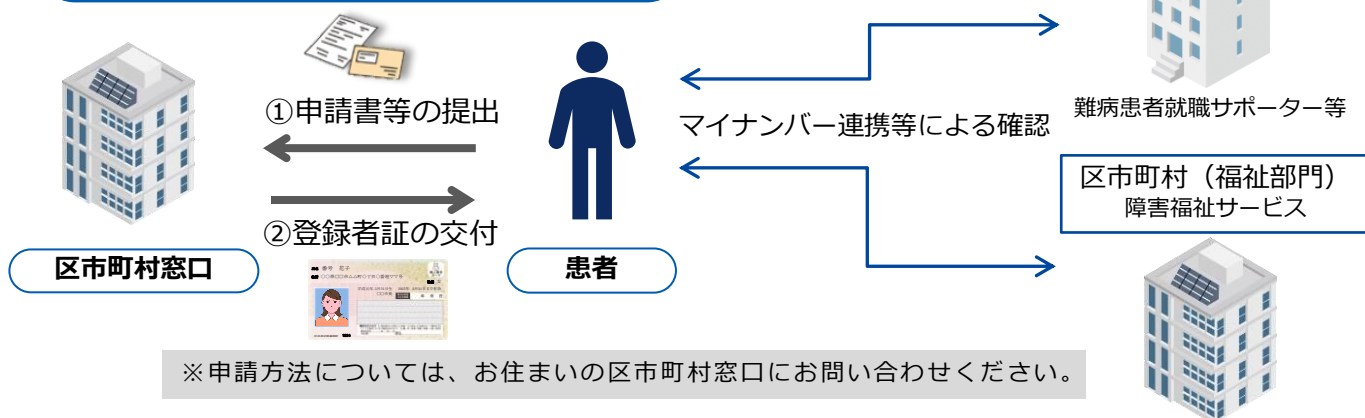 ①申請書等の提出
②登録者証の交付
区市町村窓口
患者
マイナンバー連携等による確認
難病患者就職サポーター等
区市町村（福祉部門）
障害福祉サービス
※申請方法については、お住まいの区市町村窓口にお問い合わせください。